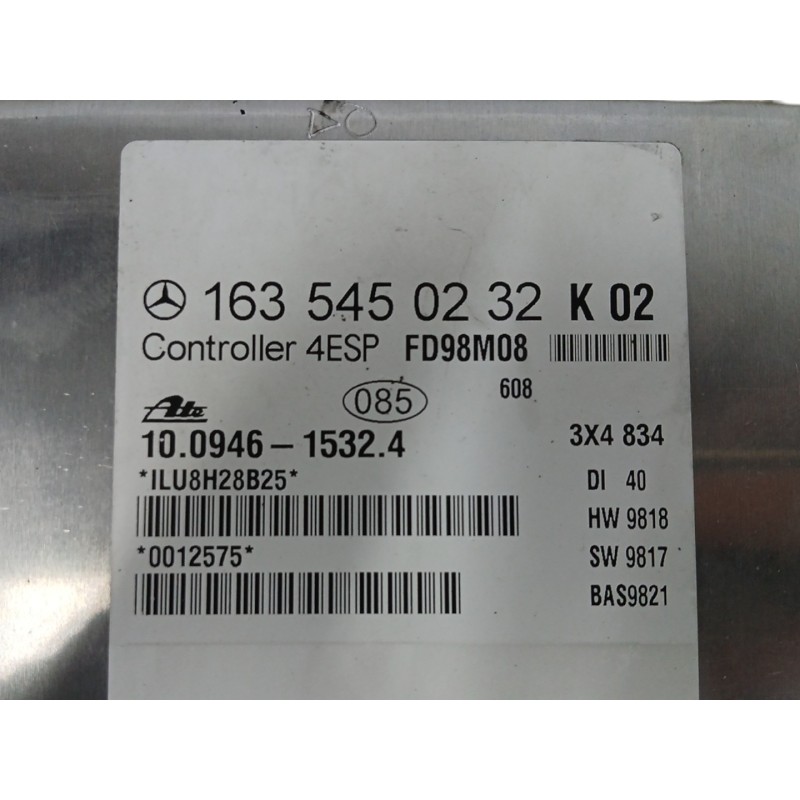 163 545 02 32 K 02
Controller 4ESP FD98M08
608
Ate 085
10.0946-1532.4 3X4 834
*ILU8H28B25* DI 40
HW 9818
*0012575* SW 9817
BAS9821